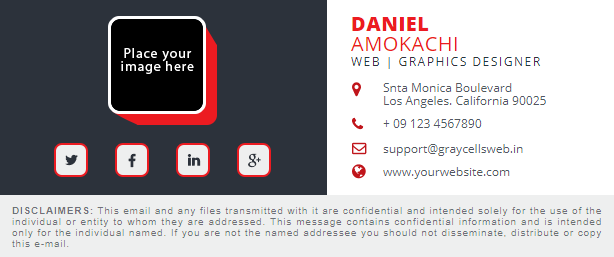 Place your
image here
DANIEL
AMOKACHI
WEB | GRAPHICS DESIGNER
Snta Monica Boulevard
Los Angeles. California 90025
+ 09 123 4567890
support@graycellsweb.in
www.yourwebsite.com
DISCLAIMERS: This email and any files transmitted with it are confidential and intended solely for the use of the
individual or entity to whom they are addressed. This message contains confidential information and is intended
only for the individual named. If you are not the named addressee you should not disseminate, distribute or copy
this e-mail.